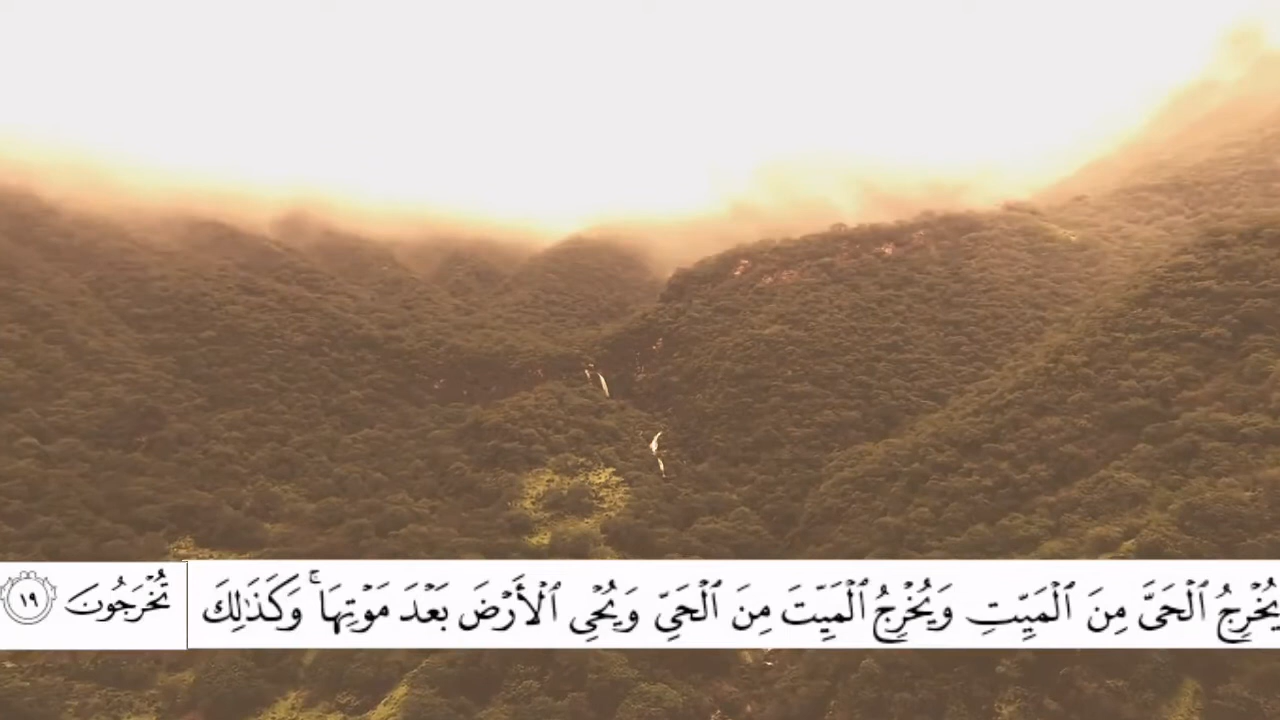 يُخْرِجُ ٱلْحَىَّ مِنَ ٱلْمَيِّتِ وَيُخْرِجُ ٱلْمَيِّتَ مِنَ ٱلْحَىِّ وَيُحْىِ ٱلْأَرْضَ بَعْدَ مَوْتِهَا ۚ وَكَذَٰلِكَ تُخْرَجُونَ ١٩